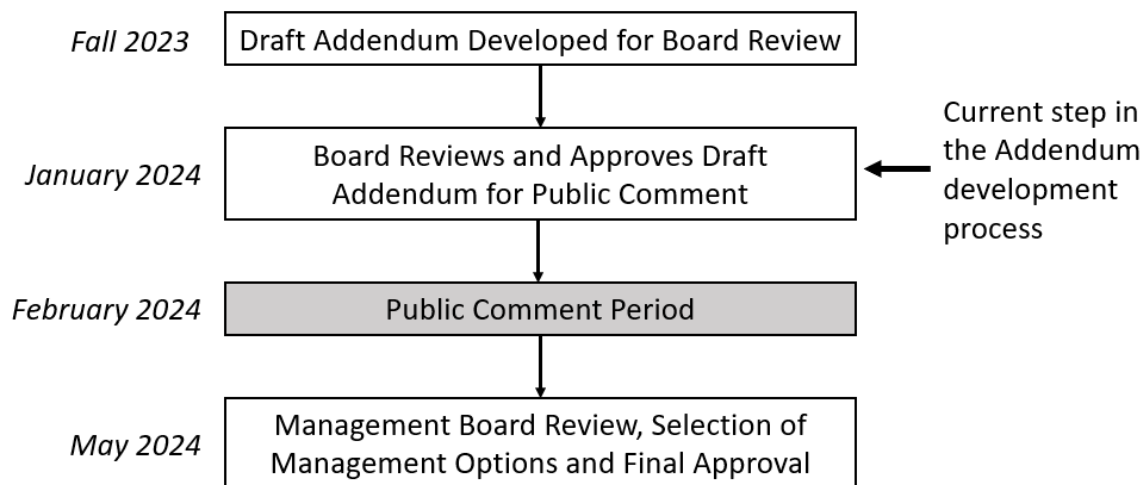 Fall 2023
Draft Addendum Developed for Board Review
January 2024
Board Reviews and Approves Draft
Addendum for Public Comment
Current step in
the Addendum
development
process
February 2024
Public Comment Period
May 2024
Management Board Review, Selection of
Management Options and Final Approval